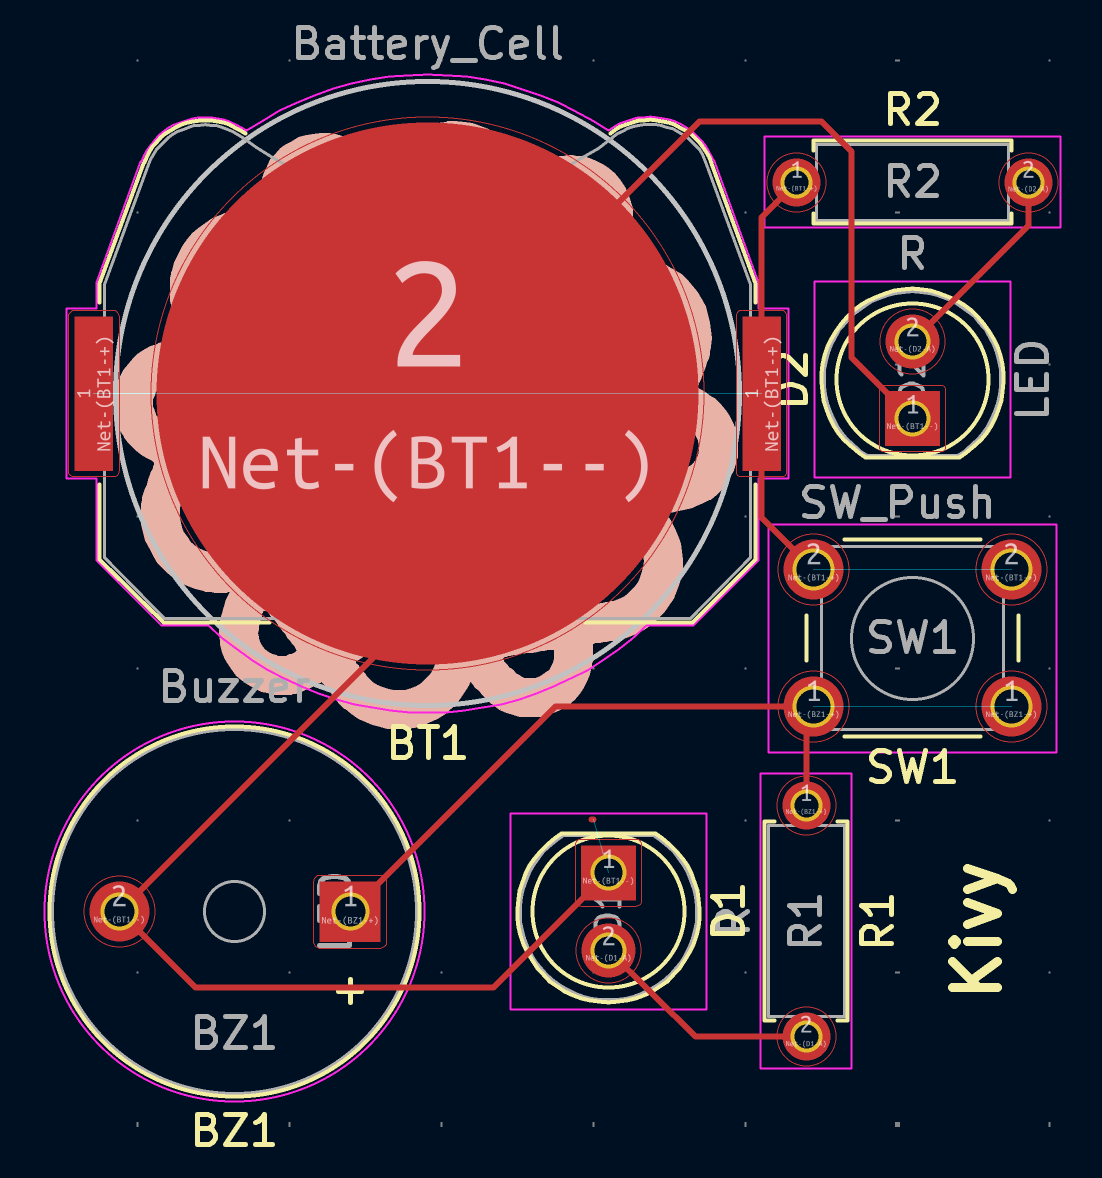 Battery_Cell
R2
1
R2
2
Net-(BT1-+)
Net-(D2-A)
R
2
2
Net-(D2-A)
LED
D2
1
Net-(BT1-+)
1
Net-(BT1-+)
1
Net-(BT1--)
Net-(BT1--)
SW_Push
2
2
Net-(BT1-+)
Net-(BT1-+)
SW1
Buzzer
1
1
Net-(BZ1-+)
Net-(BZ1-+)
BT1
SW1
1
Net-(BZ1-+)
1
Net-(BT1--)
2
Net-(BT1--)
1
Net-(BZ1-+)
D1
R
R1
R1
Kivy
2
Net-(D1-A)
+
BZ1
2
Net-(D1-A)
BZ1